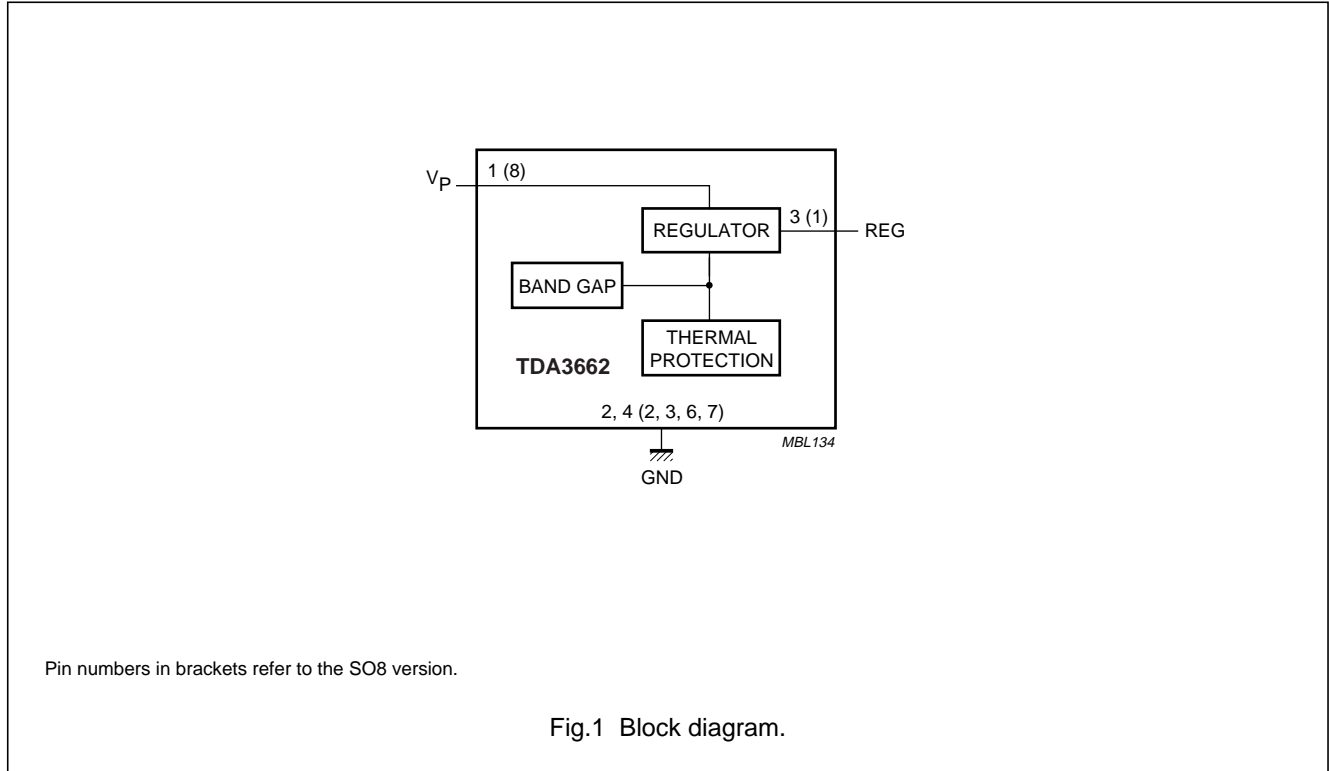 V_P
1 (8)
REGULATOR
3 (1)
REG
BAND GAP
THERMAL
PROTECTION
TDA3662
2, 4 (2, 3, 6, 7)
MBL134
GND
Pin numbers in brackets refer to the SO8 version.
Fig.1 Block diagram.